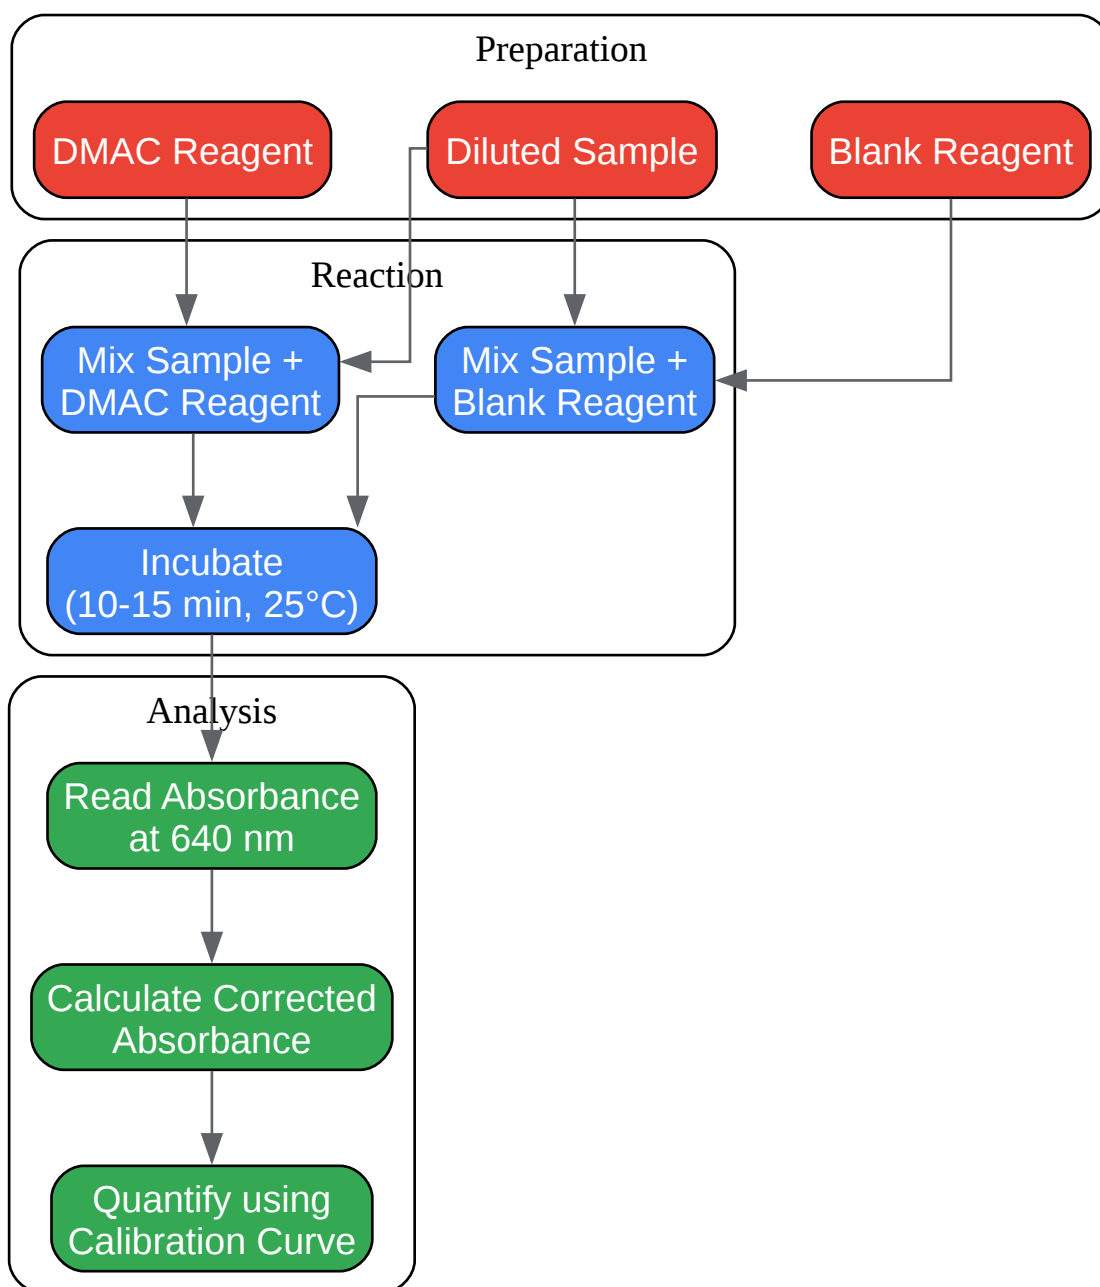 Preparation
DMAC Reagent
Diluted Sample
Blank Reagent
Reaction
Mix Sample +
DMAC Reagent
Mix Sample +
Blank Reagent
Incubate
(10-15 min, 25°C)
Analysis
Read Absorbance
at 640 nm
Calculate Corrected
Absorbance
Quantify using
Calibration Curve